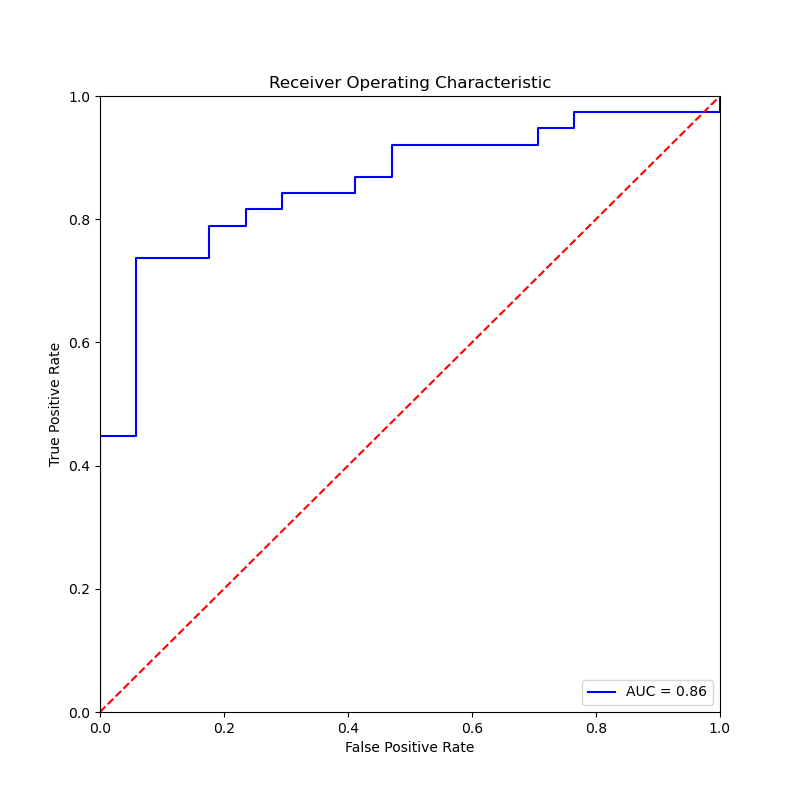 Receiver Operating Characteristic
True Positive Rate
1.0
0.8
0.6
0.4
0.2
0.0
AUC = 0.86
0.0 0.2 0.4 0.6 0.8 1.0
False Positive Rate